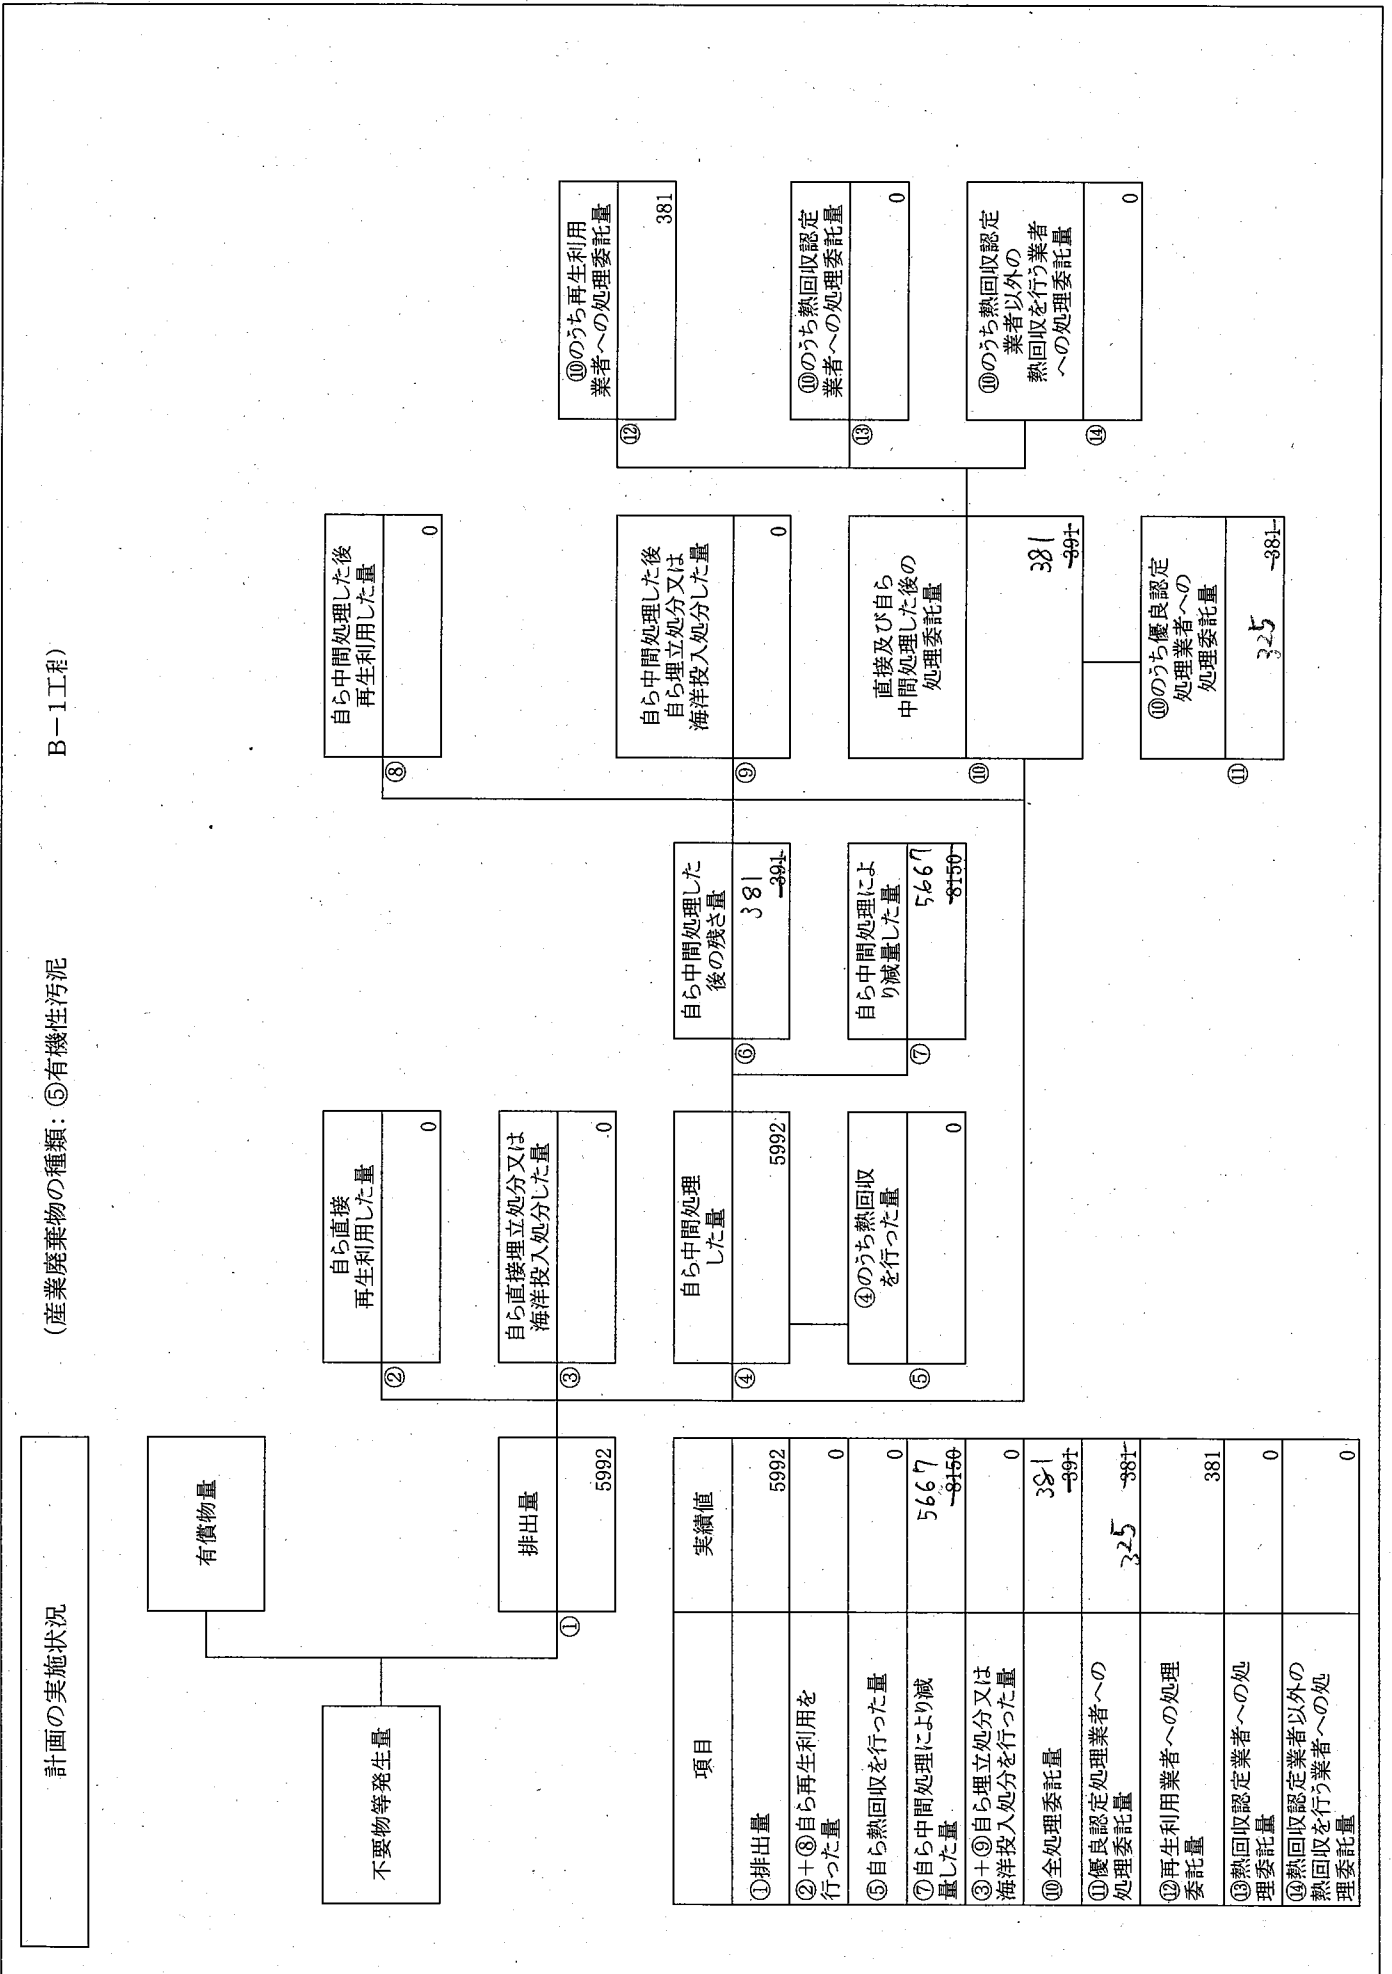 計画の実施状況
(産業廃棄物の種類:⑤有機性汚泥
B-1工程)
不要物等発生量
有償物量
排出量
①
5992
自ら直接
再生利用した量
②
0
自ら直接埋立処分又は
海洋投入処分した量
③
0
自ら中間処理
した量
④
5992
④のうち熱回収
を行った量
⑤
0
自ら中間処理した
後の残さ量
⑥
381
391
自ら中間処理によ
り減量した量
⑦
5667
8150
自ら中間処理した後
再生利用した量
⑧
0
自ら中間処理した後
自ら埋立処分又は
海洋投入処分した量
⑨
0
直接及び自ら
中間処理した後の
処理委託量
⑩
381
391
⑩のうち優良認定
処理業者への
処理委託量
⑪
325 381
⑩のうち再生利用
業者への処理委託量
⑫
381
⑩のうち熱回収認定
業者への処理委託量
⑬
0
⑩のうち熱回収認定
業者以外の
熱回収を行う業者
への処理委託量
⑭
0
項目 実績値
①排出量 5992
②+⑧自ら再生利用を
行った量 0
⑤自ら熱回収を行った量 0
⑦自ら中間処理により減
量した量 5667
8150
③+⑨自ら埋立処分又は
海洋投入処分を行った量 0
⑩全処理委託量 381
391
⑪優良認定処理業者への
処理委託量 325 381
⑫再生利用業者への処理
委託量 381
⑬熱回収認定業者への処
理委託量 0
⑭熱回収認定業者以外の
熱回収を行う業者への処
理委託量 0